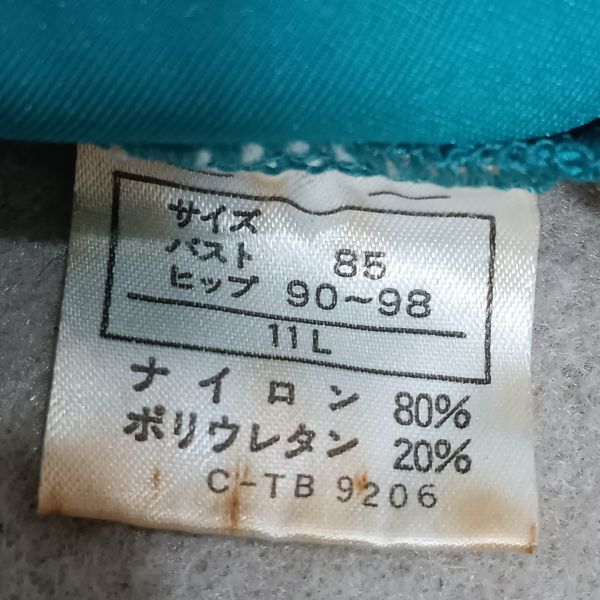 サイズ
バスト 85
ヒップ 90~98
11L
ナイロン 80%
ポリウレタン 20%
C-TB 9206